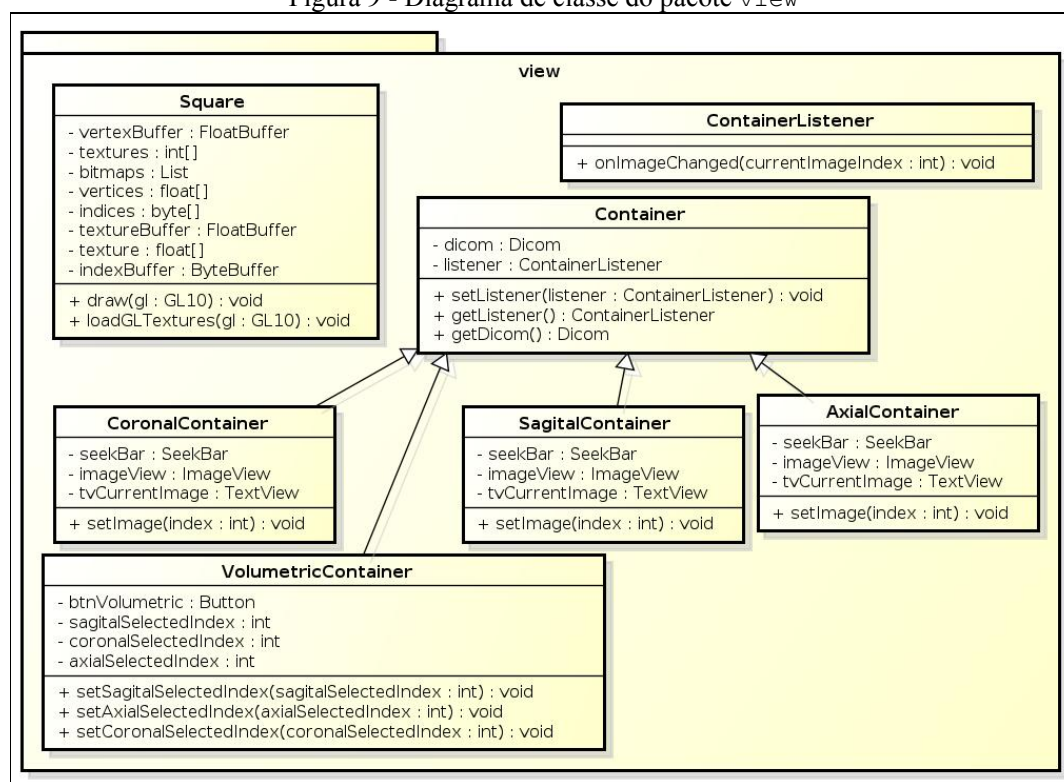 Figura 9 - Diagrama de classe do pacote view
view
Square
- vertexBuffer : FloatBuffer
- textures : int[]
- bitmaps : List
- vertices : float[]
- indices : byte[]
- textureBuffer : FloatBuffer
- texture : float[]
- indexBuffer : ByteBuffer
+ draw(gl : GL10) : void
+ loadGLTextures(gl : GL10) : void
ContainerListener
+ onImageChanged(currentImageIndex : int) : void
Container
- dicom : Dicom
- listener : ContainerListener
+ setListener(listener : ContainerListener) : void
+ getListener() : ContainerListener
+ getDicom() : Dicom
CoronalContainer
- seekBar : SeekBar
- imageView : ImageView
- tvCurrentImage : TextView
+ setImage(index : int) : void
SagitalContainer
- seekBar : SeekBar
- imageView : ImageView
- tvCurrentImage : TextView
+ setImage(index : int) : void
AxialContainer
- seekBar : SeekBar
- imageView : ImageView
- tvCurrentImage : TextView
+ setImage(index : int) : void
VolumetricContainer
- btnVolumetric : Button
- sagitalSelectedIndex : int
- coronalSelectedIndex : int
- axialSelectedIndex : int
+ setSagitalSelectedIndex(sagitalSelectedIndex : int) : void
+ setAxialSelectedIndex(axialSelectedIndex : int) : void
+ setCoronalSelectedIndex(coronalSelectedIndex : int) : void